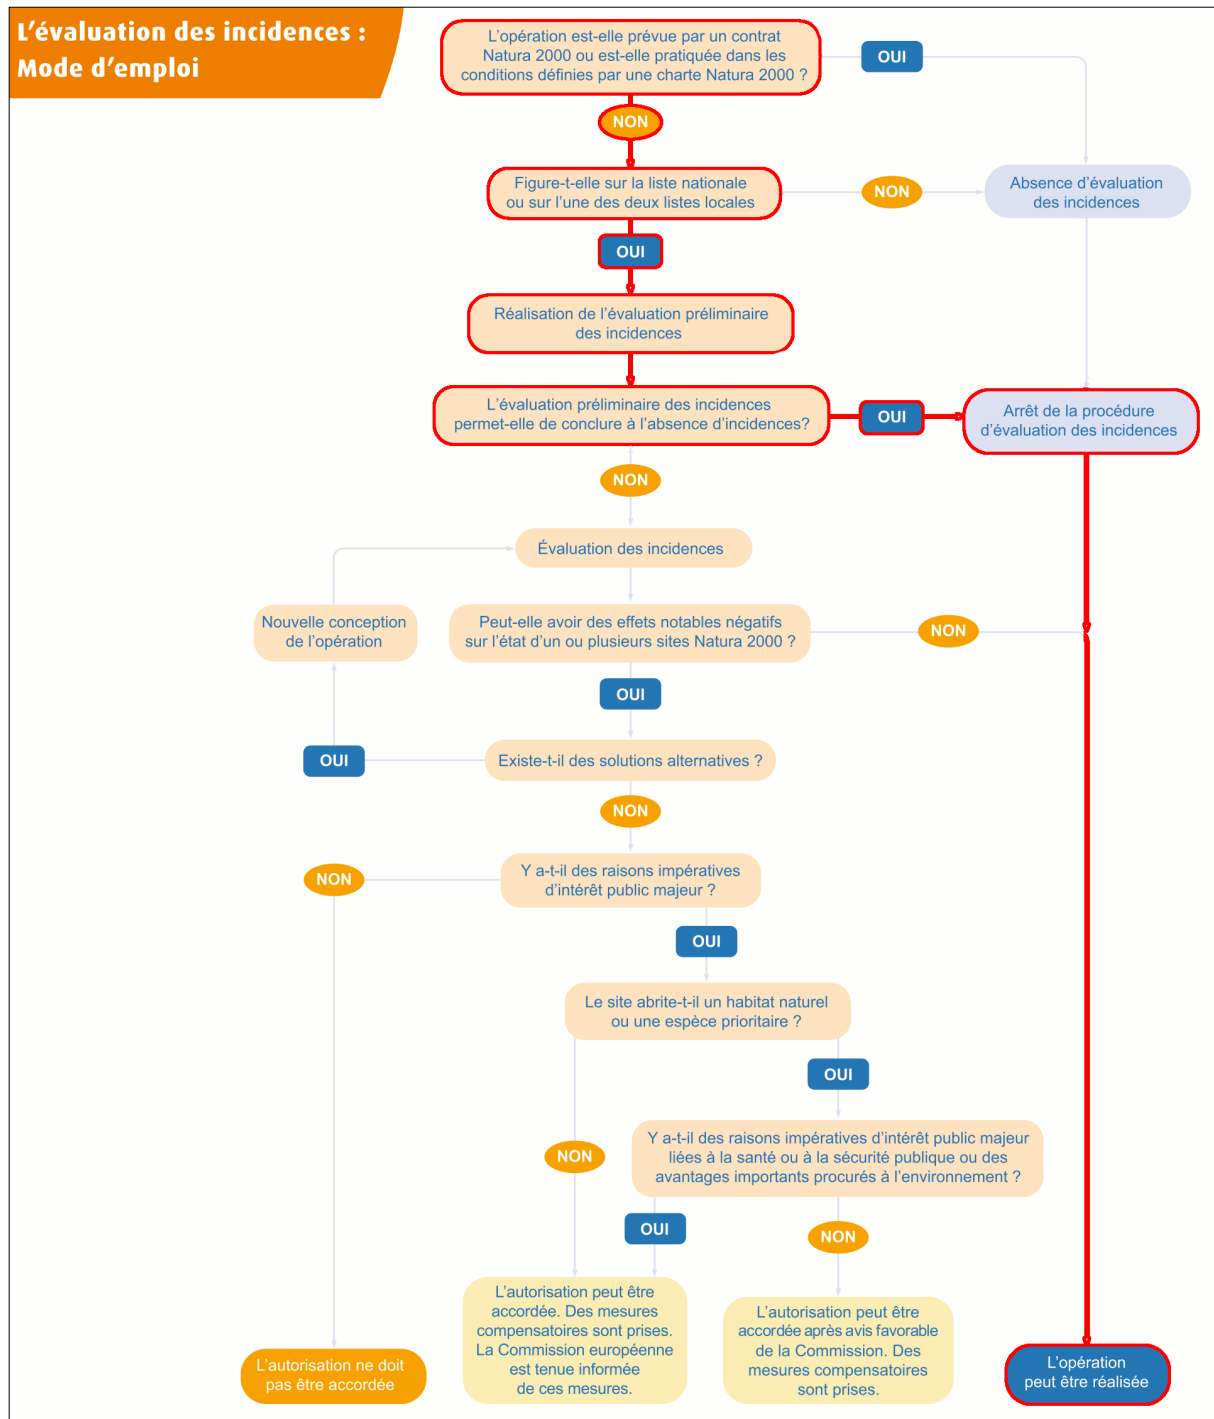 L'évaluation des incidences :
Mode d'emploi
L'opération est-elle prévue par un contrat
Natura 2000 ou est-elle pratiquée dans les
conditions définies par une charte Natura 2000 ?
OUI
NON
Figure-t-elle sur la liste nationale
ou sur l'une des deux listes locales
NON
Absence d'évaluation
des incidences
OUI
Réalisation de l'évaluation préliminaire
des incidences
L'évaluation préliminaire des incidences
permet-elle de conclure à l'absence d'incidences?
OUI
Arrêt de la procédure
d'évaluation des incidences
NON
Évaluation des incidences
Nouvelle conception
de l'opération
Peut-elle avoir des effets notables négatifs
sur l'état d'un ou plusieurs sites Natura 2000 ?
NON
OUI
OUI
Existe-t-il des solutions alternatives ?
NON
Y a-t-il des raisons impératives
d'intérêt public majeur ?
NON
OUI
Le site abrite-t-il un habitat naturel
ou une espèce prioritaire ?
OUI
Y a-t-il des raisons impératives d'intérêt public majeur
liées à la santé ou à la sécurité publique ou des
avantages importants procurés à l'environnement ?
NON
OUI
NON
L'autorisation peut être
accordée. Des mesures
compensatoires sont prises.
La Commission européenne
est tenue informée
de ces mesures.
L'autorisation peut être
accordée après avis favorable
de la Commission. Des
mesures compensatoires
sont prises.
L'autorisation ne doit
pas être accordée
L'opération
peut être réalisée